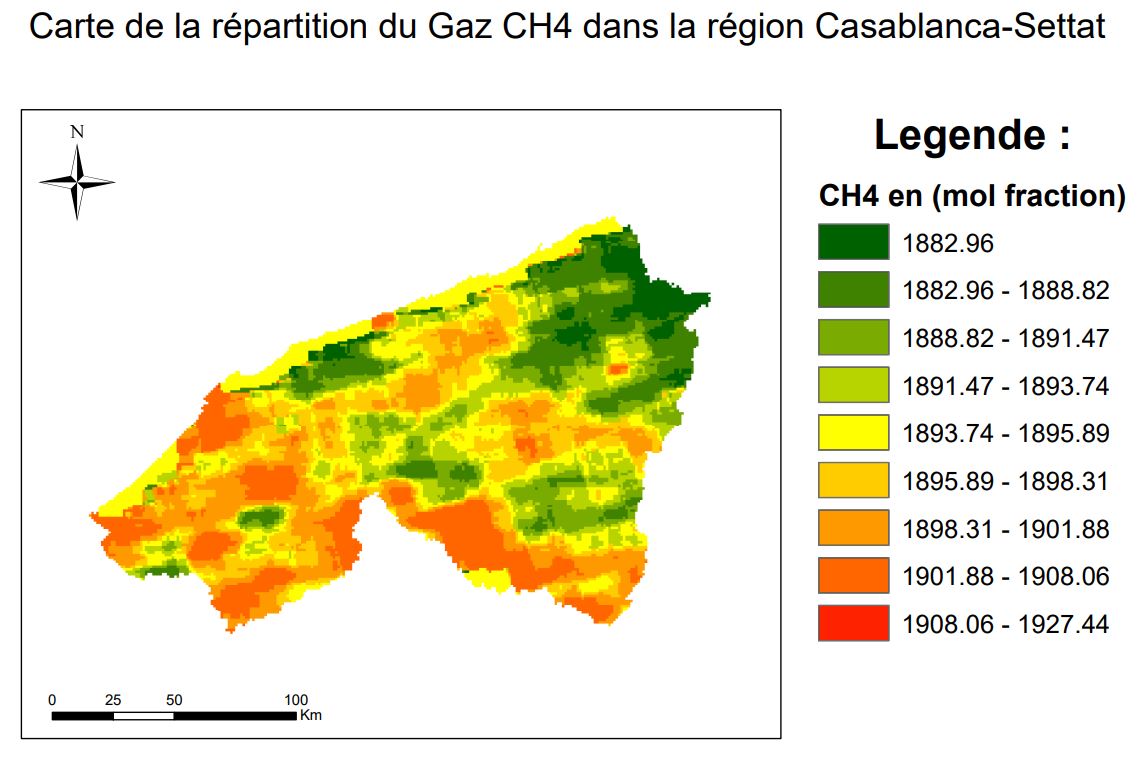 Carte de la répartition du Gaz CH4 dans la région Casablanca-Settat
N
Legende :
CH4 en (mol fraction)
1882.96
1882.96 - 1888.82
1888.82 - 1891.47
1891.47 - 1893.74
1893.74 - 1895.89
1895.89 - 1898.31
1898.31 - 1901.88
1901.88 - 1908.06
1908.06 - 1927.44
0 25 50 100
Km